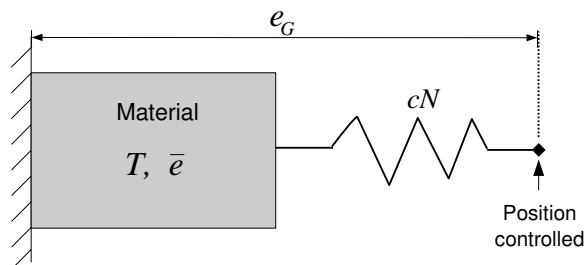 e_G
Material
cN
T, e̅
Position
controlled